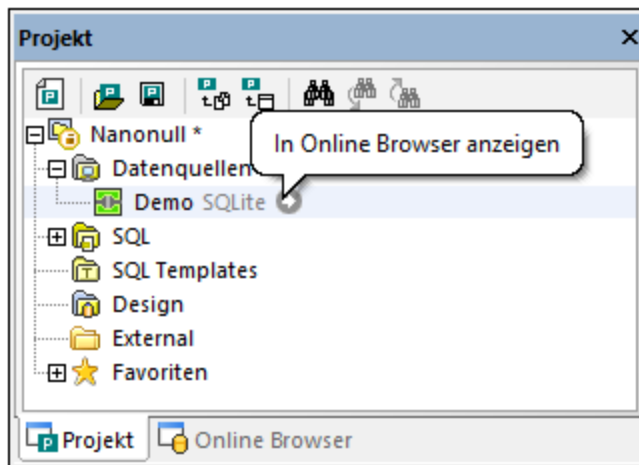 Projekt
Nanonull *
In Online Browser anzeigen
Datenquellen
Demo SQLite
SQL
SQL Templates
Design
External
Favoriten
Projekt Online Browser